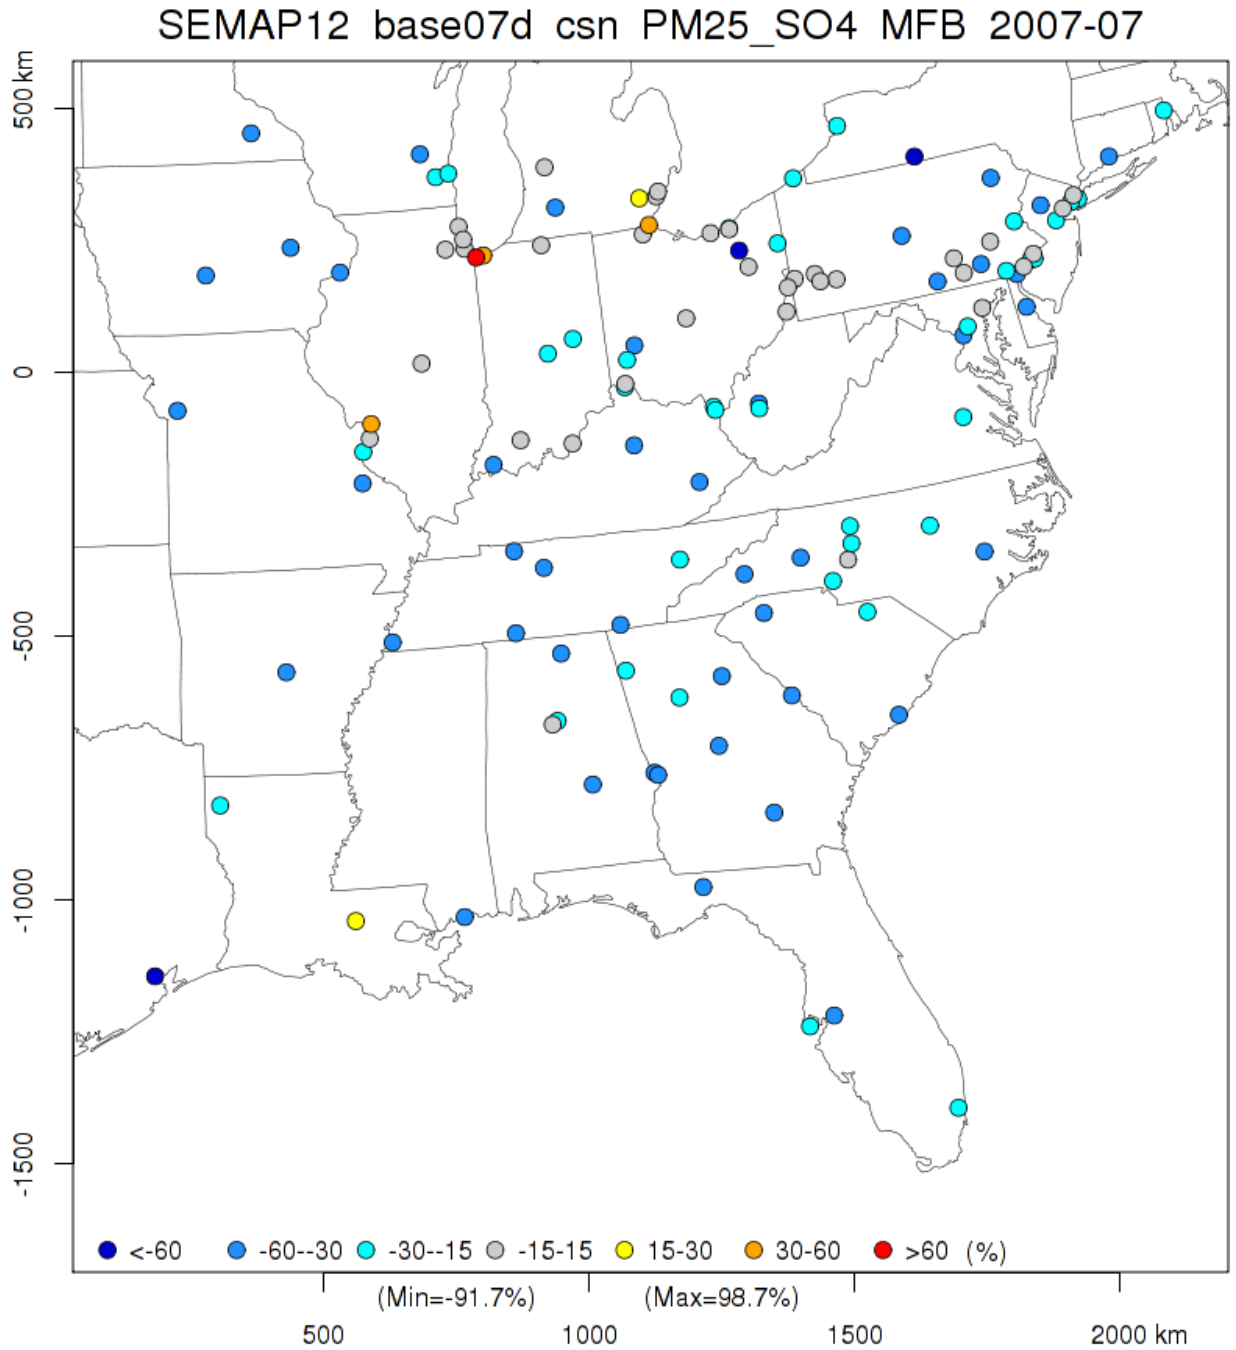 SEMAP12 base07d csn PM25_SO4 MFB 2007-07
500 km
0
-500
-1000
-1500
<-60 -60--30 -30--15 -15-15 15-30 30-60 >60 (%)
(Min=-91.7%) (Max=98.7%)
500 1000 1500 2000 km